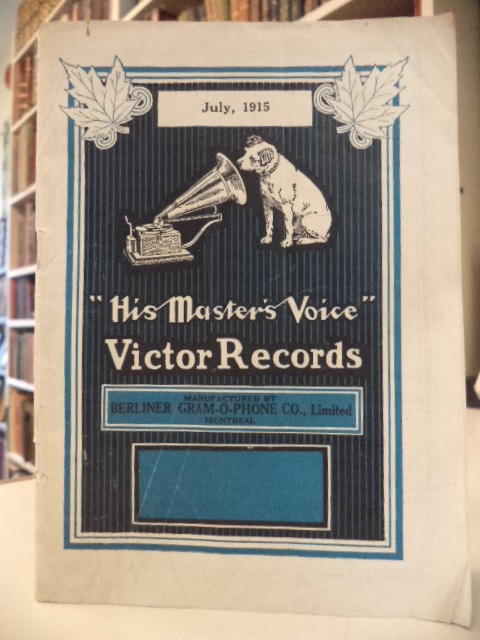 July, 1915
"His Master's Voice"
Victor Records
MANUFACTURED BY
BERLINER GRAM-O-PHONE CO., Limited
MONTREAL